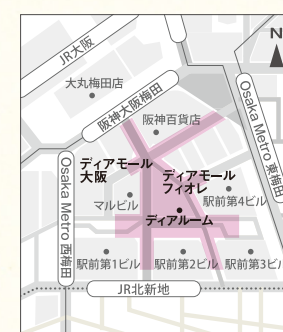 N
JR大阪
大丸梅田店
阪神大阪梅田
阪神百貨店
Osaka Metro 東梅田
ディアモール
大阪
ディアモール
フィオレ
Osaka Metro 西梅田
マルビル
駅前第4ビル
ディアルーム
駅前第1ビル
駅前第2ビル
駅前第3ビル
JR北新地